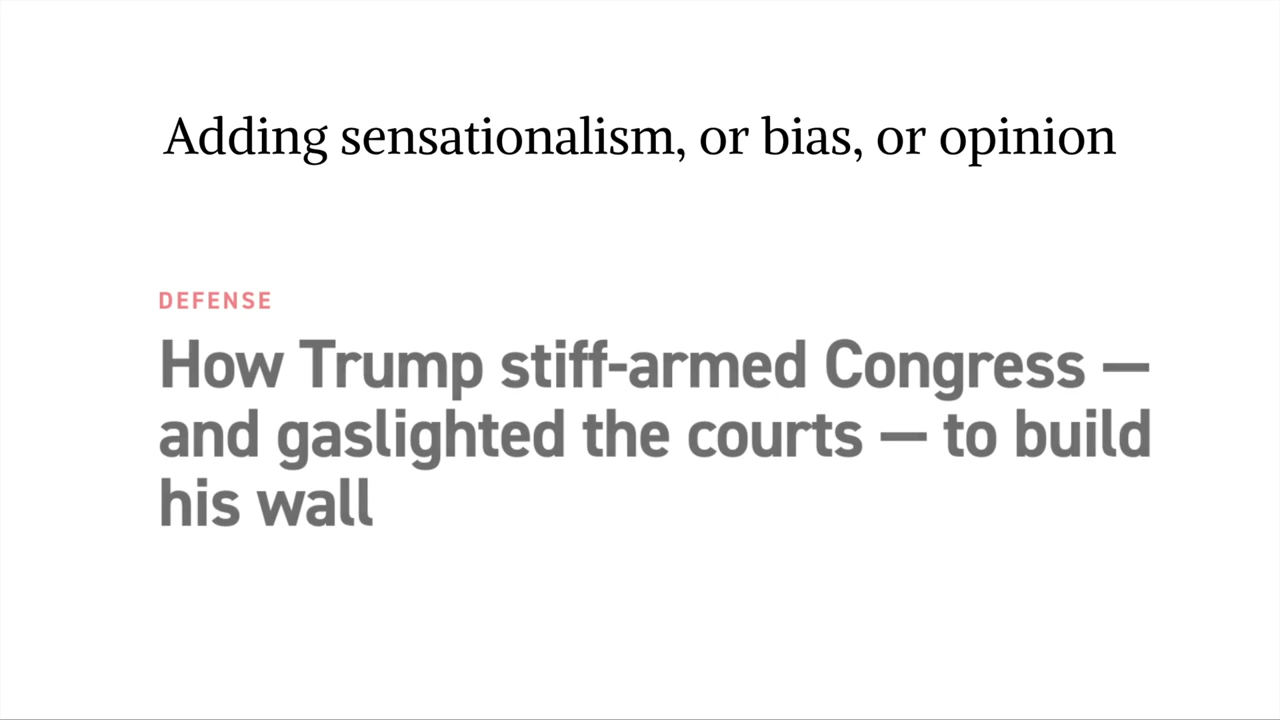 Adding sensationalism, or bias, or opinion
DEFENSE
How Trump stiff-armed Congress —
and gaslighted the courts — to build
his wall